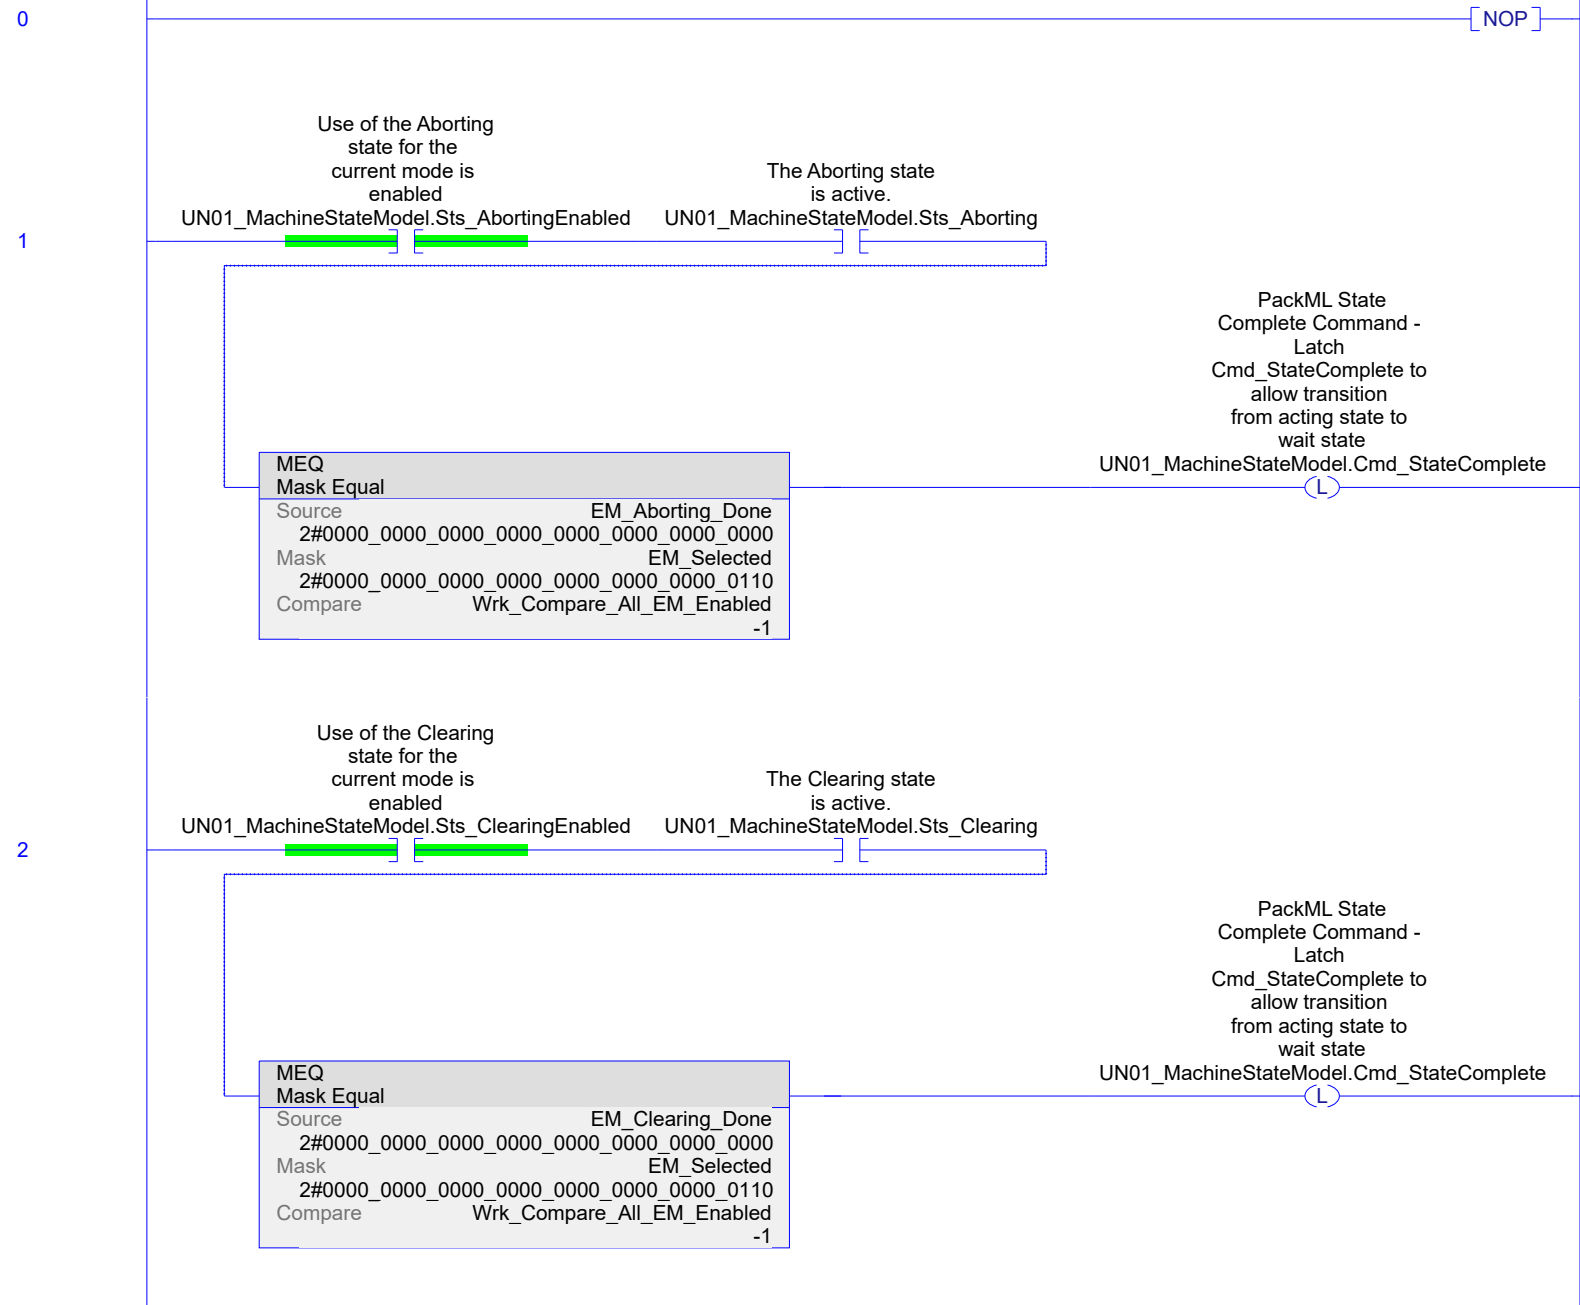 0
NOP
Use of the Aborting
state for the
current mode is
enabled
UN01_MachineStateModel.Sts_AbortingEnabled
The Aborting state
is active.
UN01_MachineStateModel.Sts_Aborting
1
PackML State
Complete Command -
Latch
Cmd_StateComplete to
allow transition
from acting state to
wait state
UN01_MachineStateModel.Cmd_StateComplete
L
MEQ
Mask Equal
Source EM_Aborting_Done
2#0000_0000_0000_0000_0000_0000_0000_0000
Mask EM_Selected
2#0000_0000_0000_0000_0000_0000_0000_0110
Compare Wrk_Compare_All_EM_Enabled
-1
Use of the Clearing
state for the
current mode is
enabled
UN01_MachineStateModel.Sts_ClearingEnabled
The Clearing state
is active.
UN01_MachineStateModel.Sts_Clearing
2
PackML State
Complete Command -
Latch
Cmd_StateComplete to
allow transition
from acting state to
wait state
UN01_MachineStateModel.Cmd_StateComplete
L
MEQ
Mask Equal
Source EM_Clearing_Done
2#0000_0000_0000_0000_0000_0000_0000_0000
Mask EM_Selected
2#0000_0000_0000_0000_0000_0000_0000_0110
Compare Wrk_Compare_All_EM_Enabled
-1